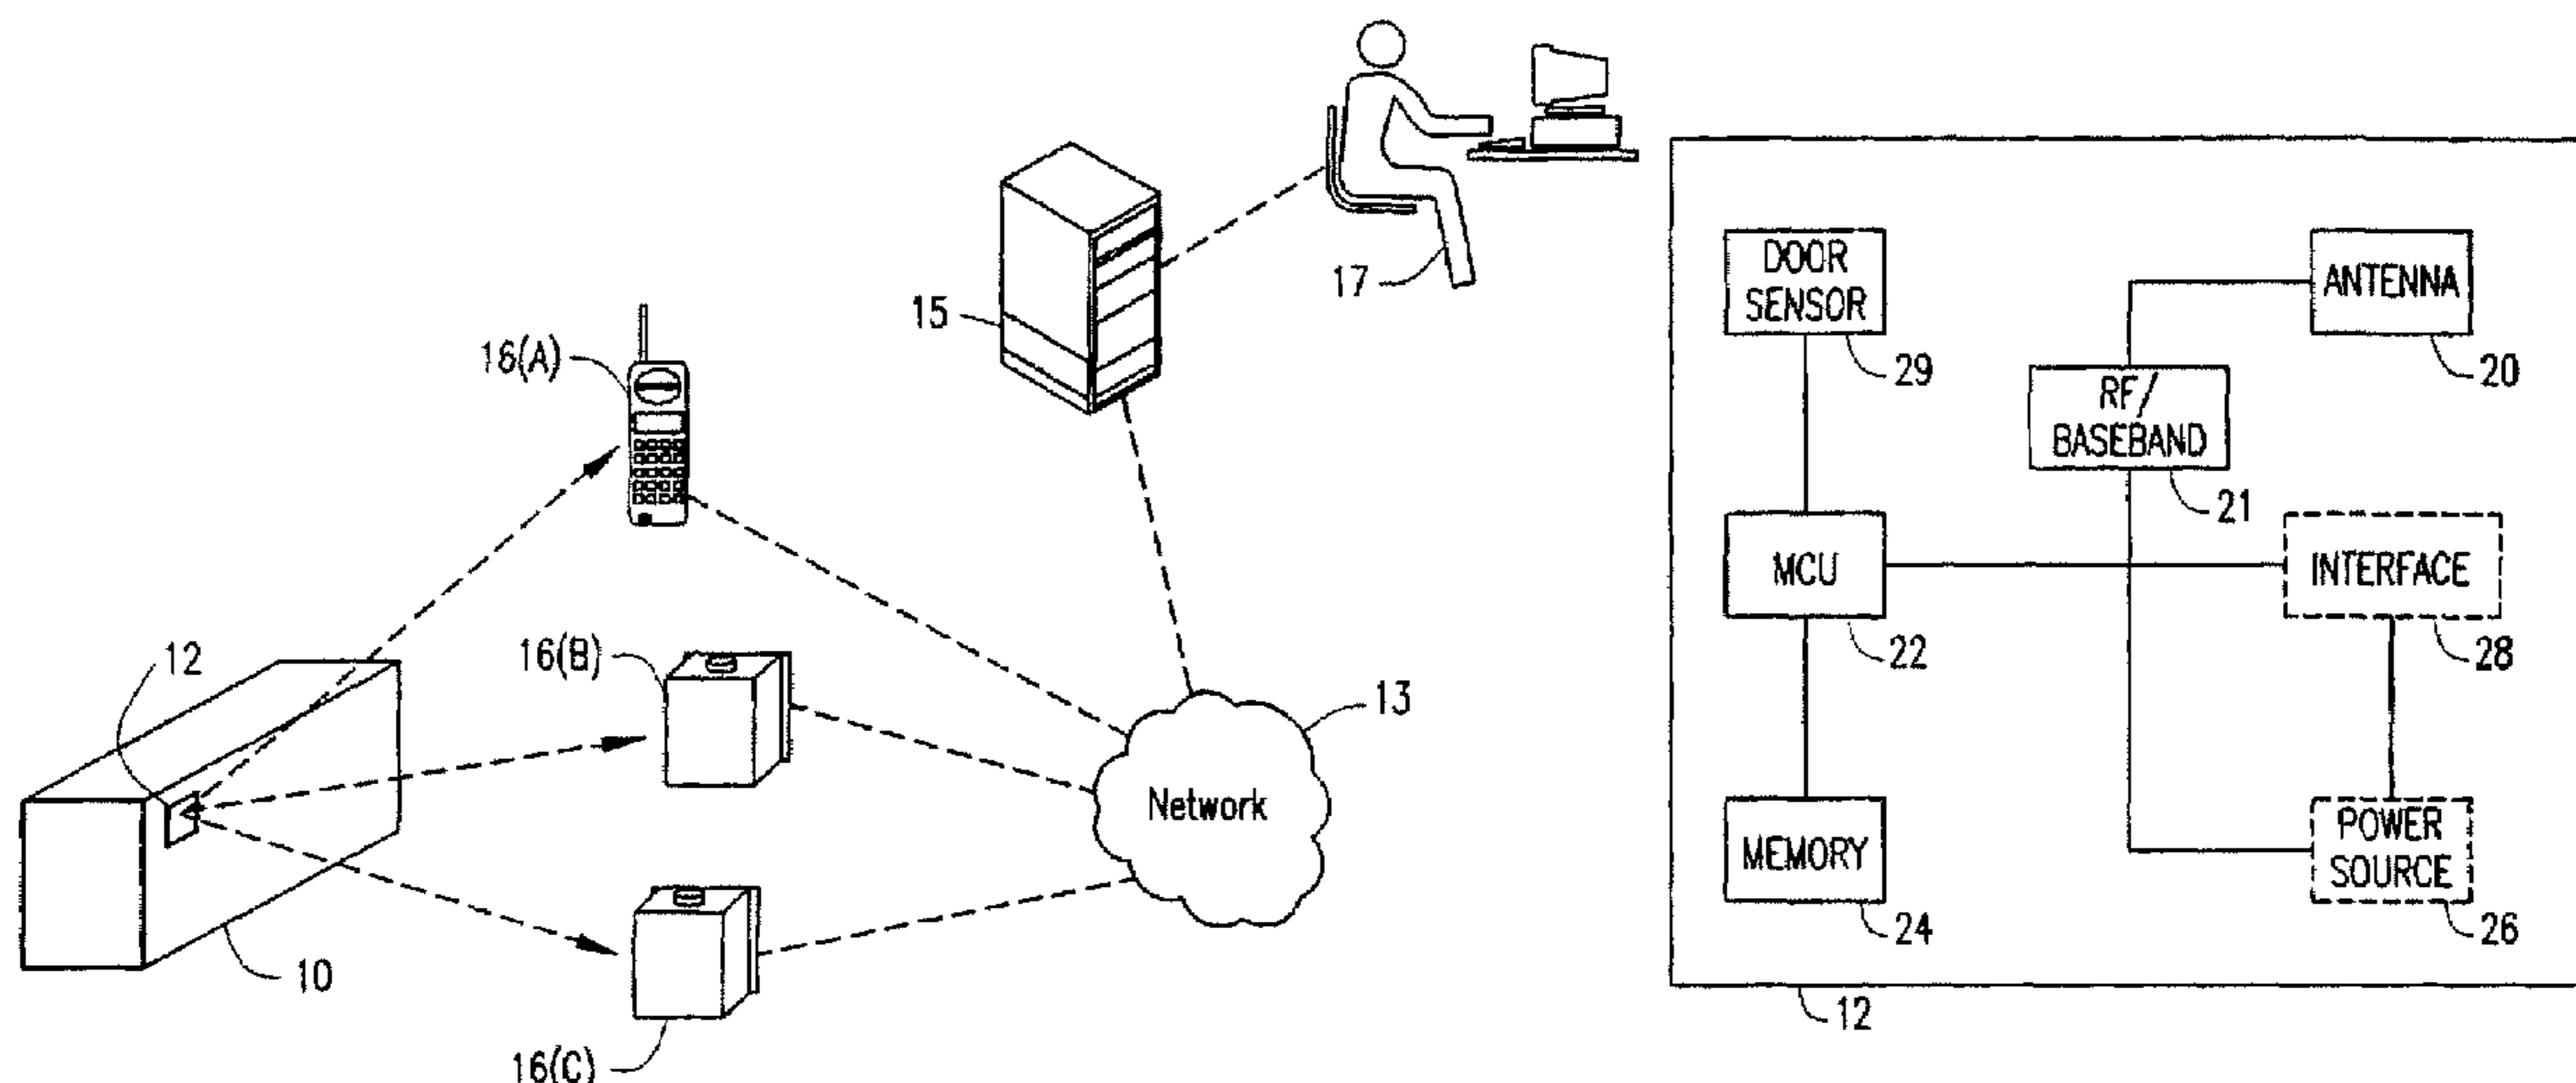 17
15
16(A)
12
16(B)
13
Network
10
16(C)
DOOR
SENSOR
29
ANTENNA
20
RF/
BASEBAND
21
MCU
22
INTERFACE
28
MEMORY
24
POWER
SOURCE
26
12